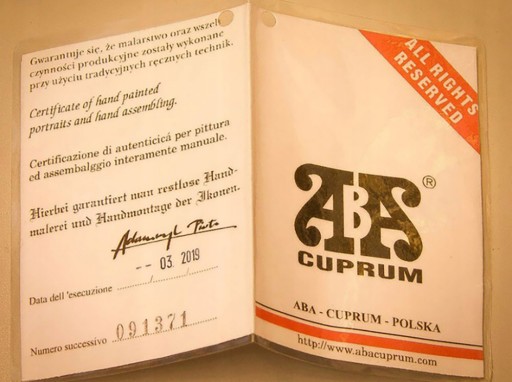 Gwarantuje się, że malarstwo oraz wszel
czynności produkcyjne zostały wykonane
przy użyciu tradycyjnych ręcznych technik.
Certificate of hand painted
portraits and hand assembling.
Certificazione di autenticicá per pittura
ed assembalggio interamente manuale.
Hierbei garantiert man restlose Hand-
malerei und Handmontage der Ikonen.
-- 03. 2019
Data dell 'esecuzione
Numero successivo 091371
ALL RIGHTS
RESERVED
ABA ®
CUPRUM
ABA - CUPRUM - POLSKA
http://www.abacuprum.com